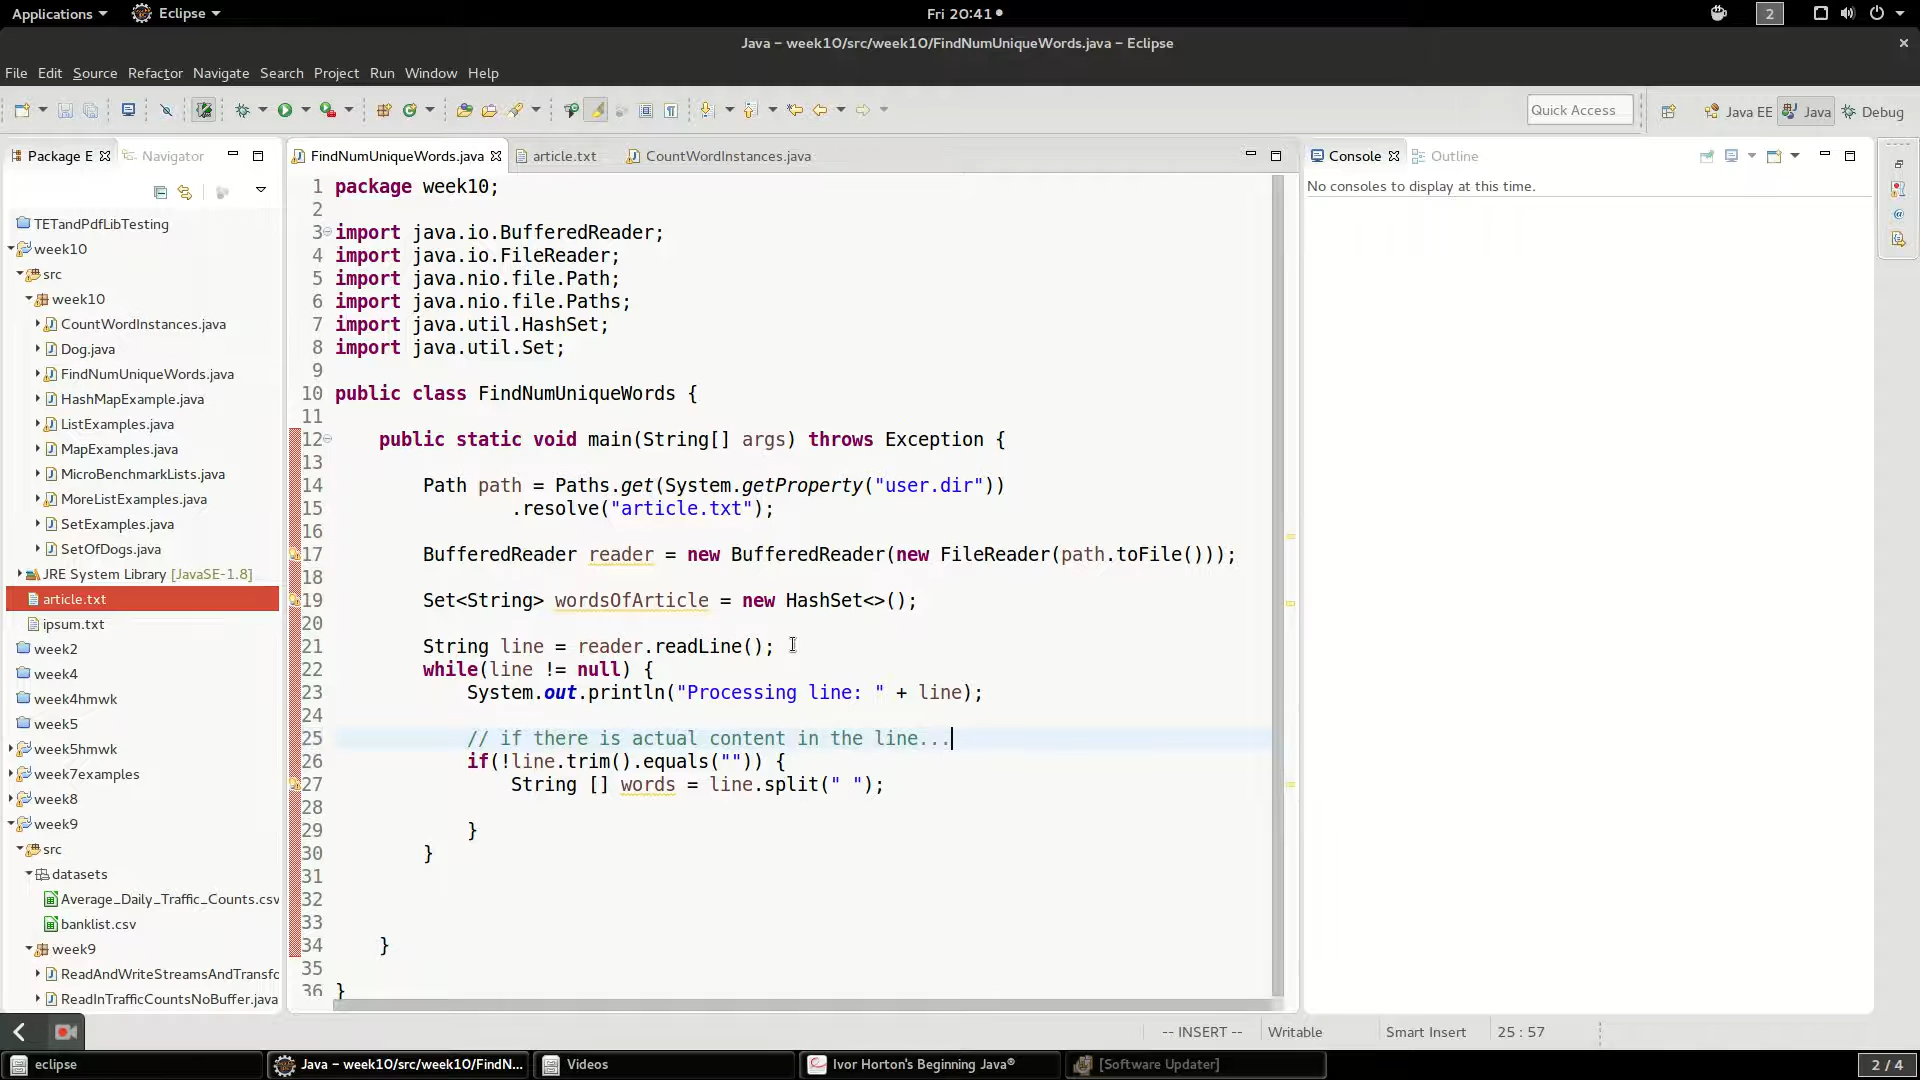 Applications
Eclipse
Fri 20:41
2
Java – week10/src/week10/FindNumUniqueWords.java – Eclipse
File Edit Source Refactor Navigate Search Project Run Window Help
Quick Access
Java EE
Java
Debug
Package E
Navigator
TETandPdfLibTesting
week10
src
week10
CountWordInstances.java
Dog.java
FindNumUniqueWords.java
HashMapExample.java
ListExamples.java
MapExamples.java
MicroBenchmarkLists.java
MoreListExamples.java
SetExamples.java
SetOfDogs.java
JRE System Library [JavaSE-1.8]
article.txt
ipsum.txt
week2
week4
week4hmwk
week5
week5hmwk
week7examples
week8
week9
src
datasets
Average_Daily_Traffic_Counts.csv
banklist.csv
week9
ReadAndWriteStreamsAndTransfo
ReadInTrafficCountsNoBuffer.java
FindNumUniqueWords.java
article.txt
CountWordInstances.java
1 package week10;
2
3 import java.io.BufferedReader;
4 import java.io.FileReader;
5 import java.nio.file.Path;
6 import java.nio.file.Paths;
7 import java.util.HashSet;
8 import java.util.Set;
9
10 public class FindNumUniqueWords {
11
12     public static void main(String[] args) throws Exception {
13
14         Path path = Paths.get(System.getProperty("user.dir"))
15                 .resolve("article.txt");
16
17         BufferedReader reader = new BufferedReader(new FileReader(path.toFile()));
18
19         Set<String> wordsOfArticle = new HashSet<>();
20
21         String line = reader.readLine();
22         while(line != null) {
23             System.out.println("Processing line: " + line);
24
25             // if there is actual content in the line...
26             if(!line.trim().equals("")) {
27                 String [] words = line.split(" ");
28
29             }
30         }
31
32
33
34     }
35
36 }
Console
Outline
No consoles to display at this time.
-- INSERT --
Writable
Smart Insert
25 : 57
eclipse
Java – week10/src/week10/FindN...
Videos
Ivor Horton's Beginning Java®
[Software Updater]
2 / 4